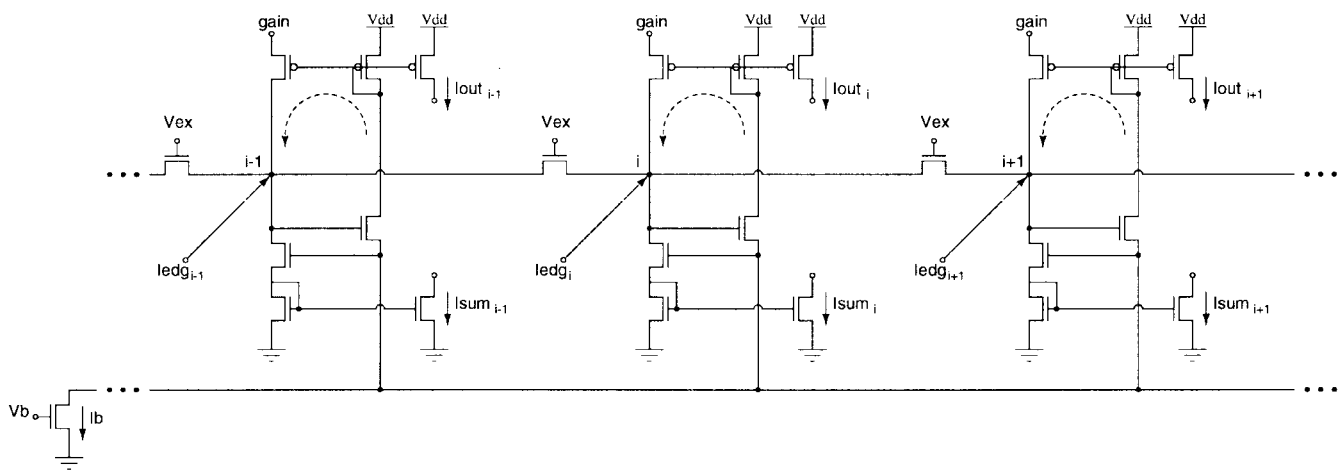 gain Vdd Vdd gain Vdd Vdd gain Vdd Vdd
Iout i-1 Iout i Iout i+1
Vex Vex Vex
i-1 i i+1
Iedg i-1 Iedg i Iedg i+1
Isum i-1 Isum i Isum i+1
Vb Ib